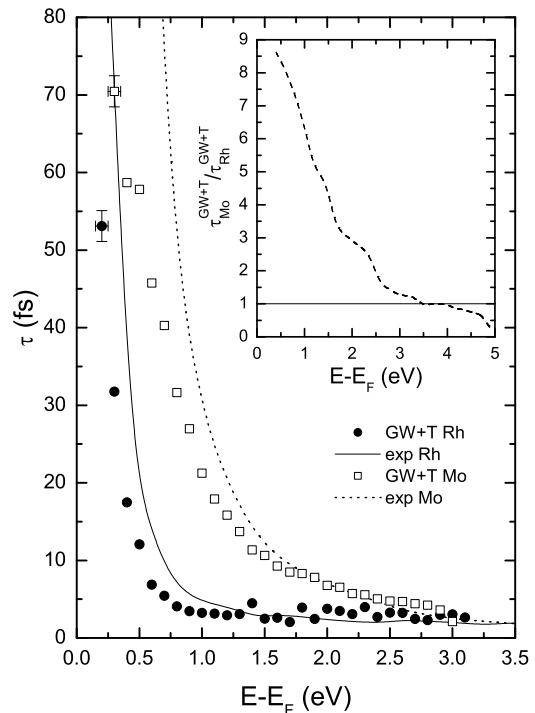 80
70
60
50
40
30
20
10
0
τ (fs)
0.0 0.5 1.0 1.5 2.0 2.5 3.0 3.5
E-E_F (eV)
9
8
7
6
5
4
3
2
1
0
τ_Mo^GW+T/τ_Rh^GW+T
0 1 2 3 4 5
E-E_F (eV)
GW+T Rh
exp Rh
GW+T Mo
exp Mo